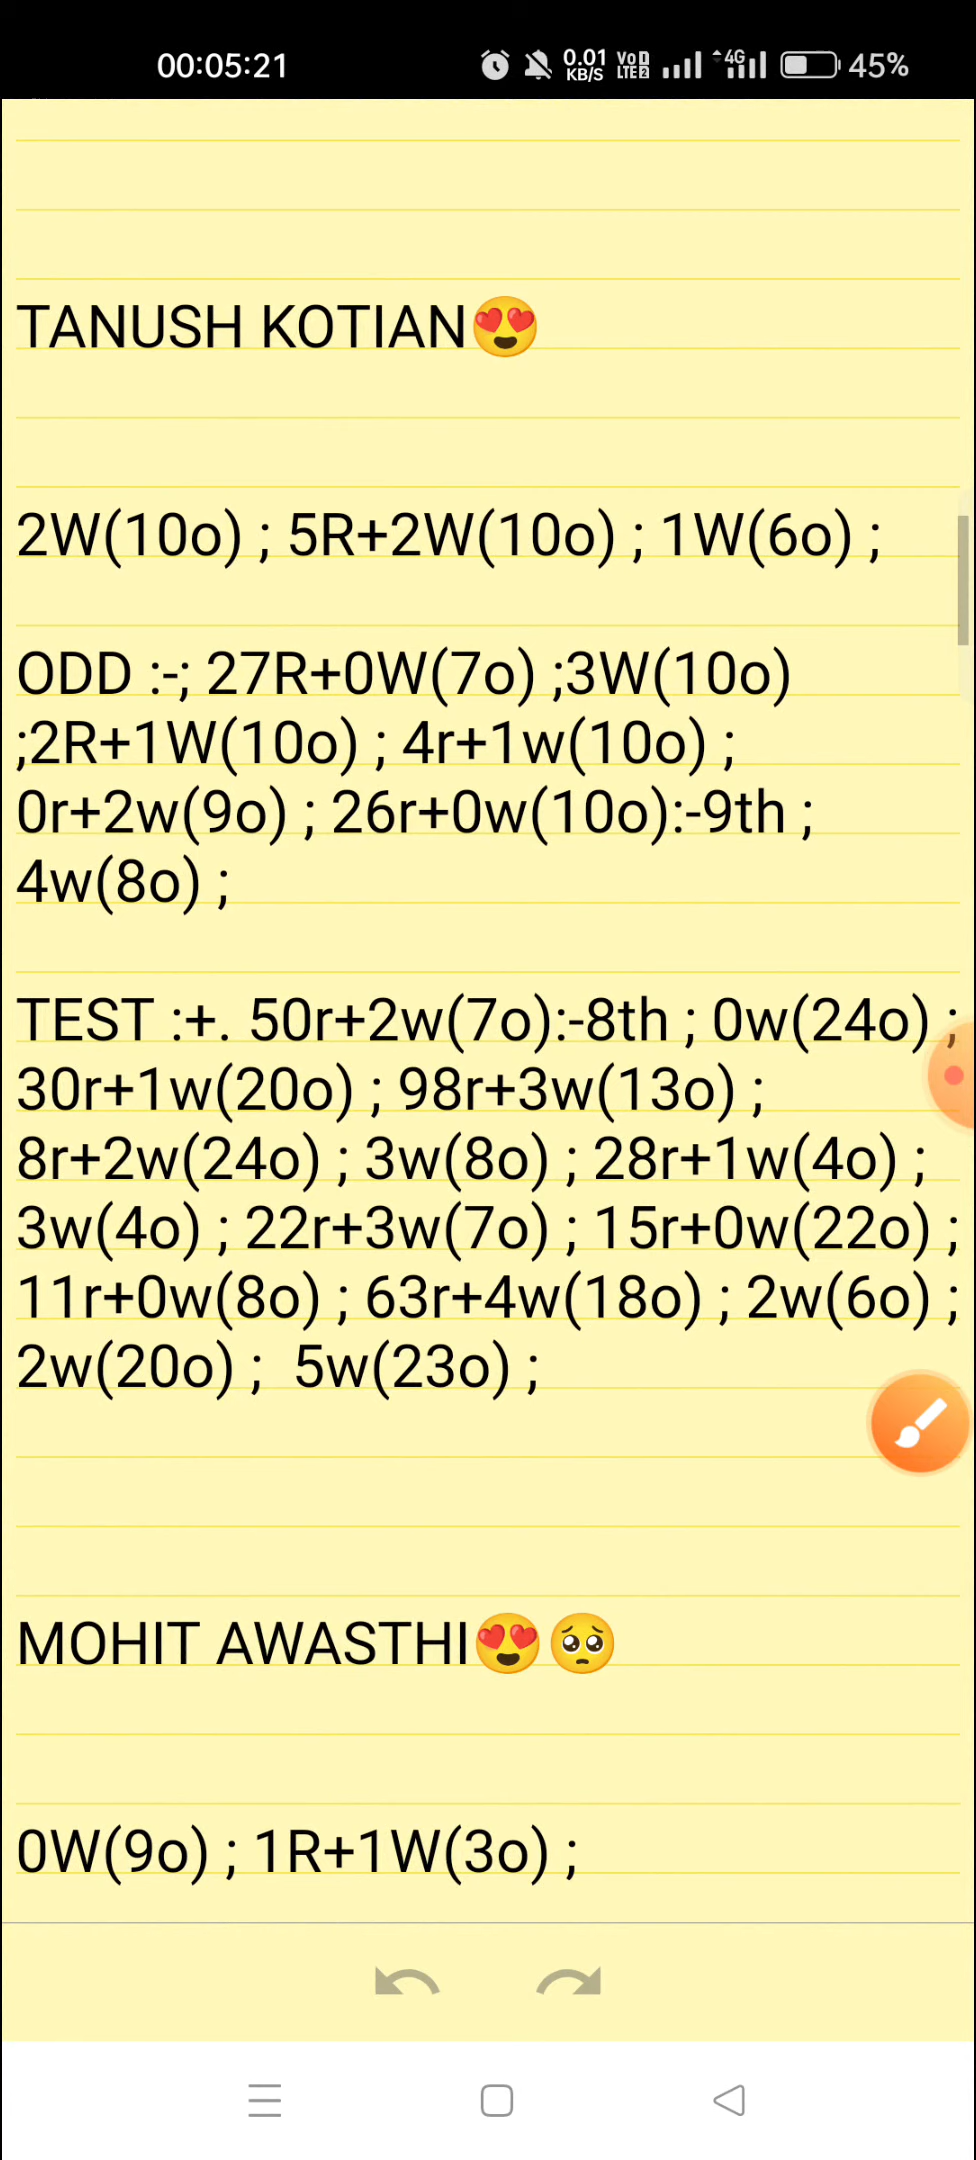 00:05:21 0.01 KB/S VoD LTE2 4G 45%
TANUSH KOTIAN😍
2W(10o) ; 5R+2W(10o) ; 1W(6o) ;
ODD :-; 27R+0W(7o) ;3W(10o)
;2R+1W(10o) ; 4r+1w(10o) ;
0r+2w(9o) ; 26r+0w(10o):-9th ;
4w(8o) ;
TEST :+. 50r+2w(7o):-8th ; 0w(24o) ;
30r+1w(20o) ; 98r+3w(13o) ;
8r+2w(24o) ; 3w(8o) ; 28r+1w(4o) ;
3w(4o) ; 22r+3w(7o) ; 15r+0w(22o) ;
11r+0w(8o) ; 63r+4w(18o) ; 2w(6o) ;
2w(20o) ;  5w(23o) ;
MOHIT AWASTHI😍🥺
0W(9o) ; 1R+1W(3o) ;